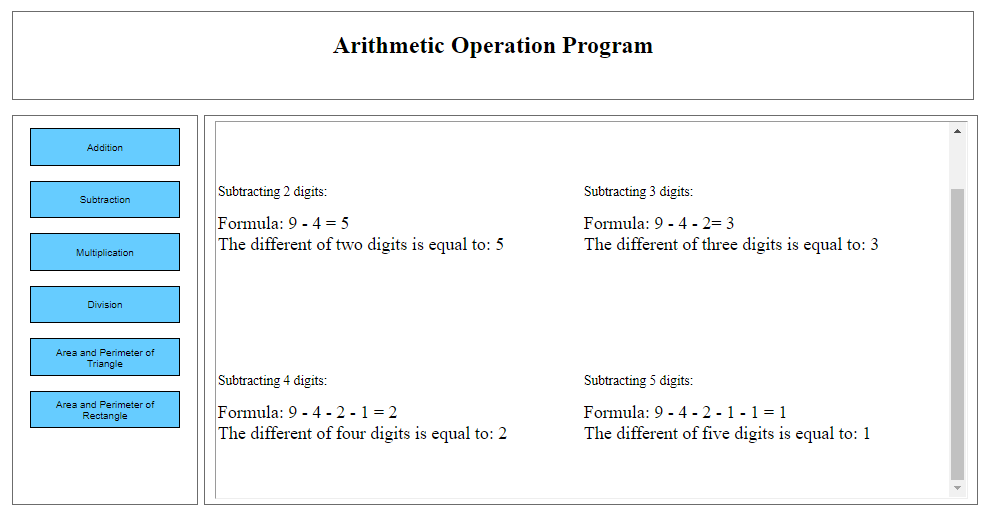 Arithmetic Operation Program
Addition
Subtraction
Multiplication
Division
Area and Perimeter of
Triangle
Area and Perimeter of
Rectangle
Subtracting 2 digits:
Formula: 9 - 4 = 5
The different of two digits is equal to: 5
Subtracting 3 digits:
Formula: 9 - 4 - 2= 3
The different of three digits is equal to: 3
Subtracting 4 digits:
Formula: 9 - 4 - 2 - 1 = 2
The different of four digits is equal to: 2
Subtracting 5 digits:
Formula: 9 - 4 - 2 - 1 - 1 = 1
The different of five digits is equal to: 1